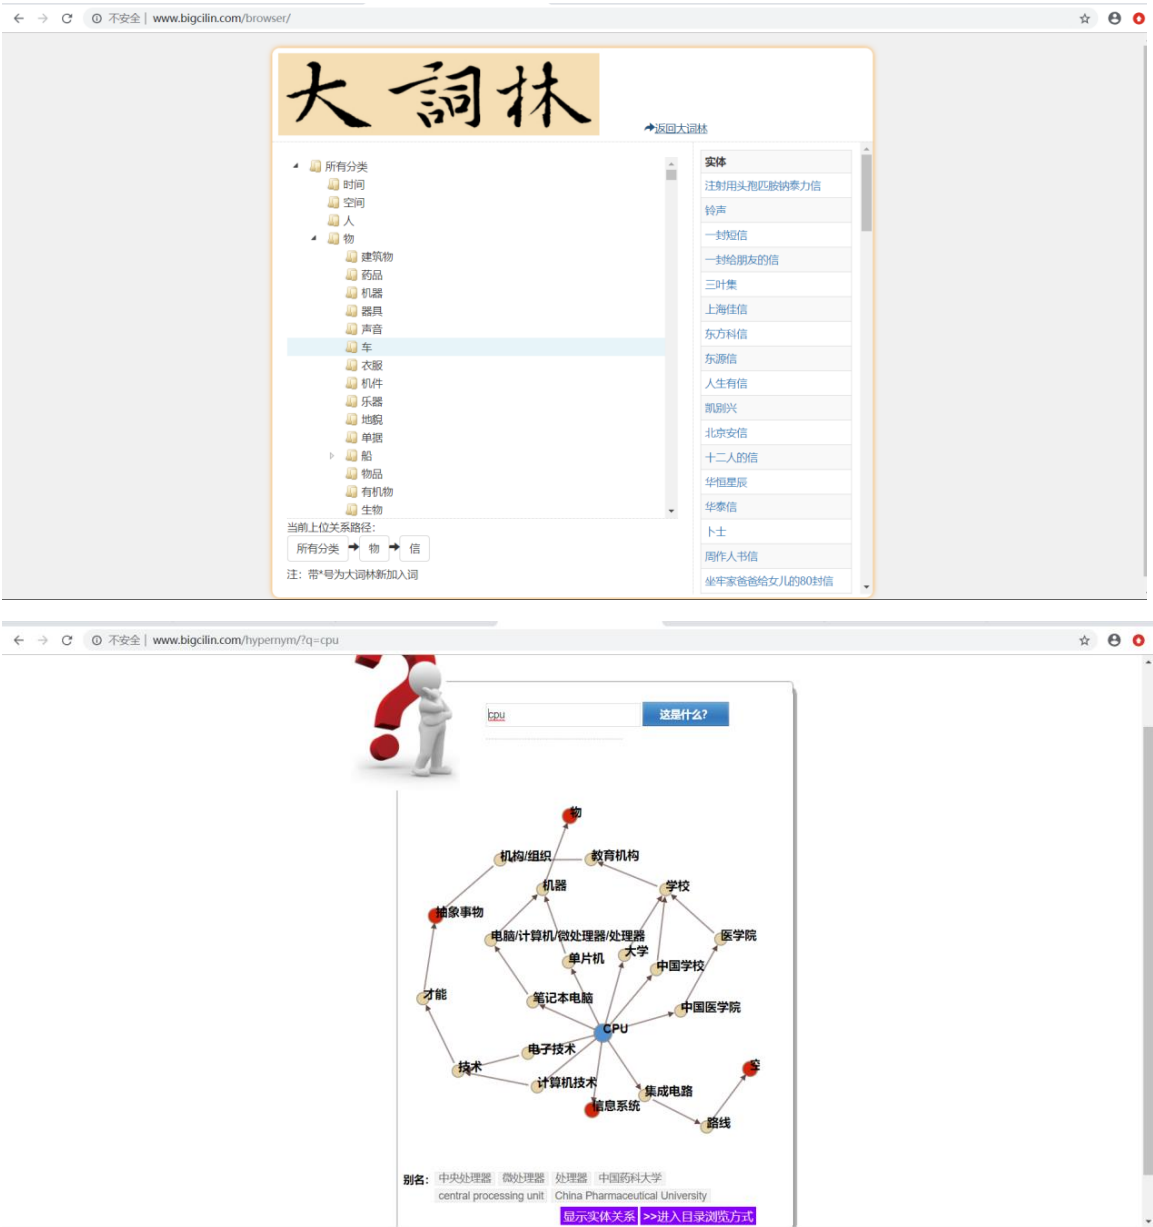 不安全 | www.bigcilin.com/browser/
大詞林
返回大词林
所有分类
时间
空间
人
物
建筑物
药品
机器
器具
声音
车
衣服
机件
乐器
地貌
单据
船
物品
有机物
生物
当前上位关系路径：
所有分类 物 信
注：带*号为大词林新加入词
实体
注射用头孢匹胺钠泰力信
铃声
一封短信
一封给朋友的信
三叶集
上海佳信
东方科信
东源信
人生有信
凯别兴
北京安信
十二人的信
华恒星辰
华泰信
卜士
周作人书信
坐牢家爸爸给女儿的80封信
不安全 | www.bigcilin.com/hypernym/?q=cpu
cpu 这是什么?
物
机构/组织 教育机构
机器 学校
抽象事物
电脑/计算机/微处理器/处理器 医学院
单片机 大学 中国学校
才能 笔记本电脑 中国医学院
CPU
电子技术
技术
计算机技术 集成电路
信息系统
路线
别名： 中央处理器 微处理器 处理器 中国药科大学
central processing unit China Pharmaceutical University
显示实体关系 >>进入目录浏览方式